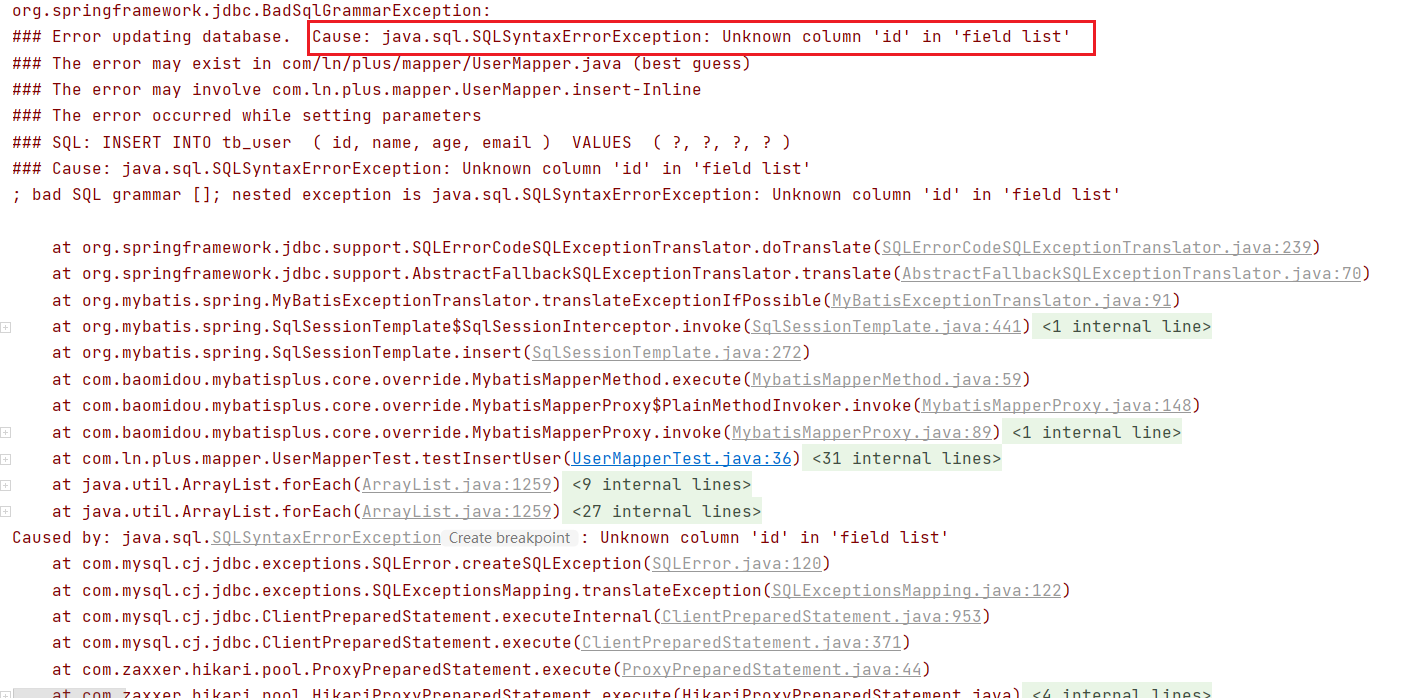 org.springframework.jdbc.BadSqlGrammarException:
### Error updating database.  Cause: java.sql.SQLSyntaxErrorException: Unknown column 'id' in 'field list'
### The error may exist in com/ln/plus/mapper/UserMapper.java (best guess)
### The error may involve com.ln.plus.mapper.UserMapper.insert-Inline
### The error occurred while setting parameters
### SQL: INSERT INTO tb_user  ( id, name, age, email )  VALUES  ( ?, ?, ?, ? )
### Cause: java.sql.SQLSyntaxErrorException: Unknown column 'id' in 'field list'
; bad SQL grammar []; nested exception is java.sql.SQLSyntaxErrorException: Unknown column 'id' in 'field list'
at org.springframework.jdbc.support.SQLErrorCodeSQLExceptionTranslator.doTranslate(SQLErrorCodeSQLExceptionTranslator.java:239)
at org.springframework.jdbc.support.AbstractFallbackSQLExceptionTranslator.translate(AbstractFallbackSQLExceptionTranslator.java:70)
at org.mybatis.spring.MyBatisExceptionTranslator.translateExceptionIfPossible(MyBatisExceptionTranslator.java:91)
at org.mybatis.spring.SqlSessionTemplate$SqlSessionInterceptor.invoke(SqlSessionTemplate.java:441) <1 internal line>
at org.mybatis.spring.SqlSessionTemplate.insert(SqlSessionTemplate.java:272)
at com.baomidou.mybatisplus.core.override.MybatisMapperMethod.execute(MybatisMapperMethod.java:59)
at com.baomidou.mybatisplus.core.override.MybatisMapperProxy$PlainMethodInvoker.invoke(MybatisMapperProxy.java:148)
at com.baomidou.mybatisplus.core.override.MybatisMapperProxy.invoke(MybatisMapperProxy.java:89) <1 internal line>
at com.ln.plus.mapper.UserMapperTest.testInsertUser(UserMapperTest.java:36) <31 internal lines>
at java.util.ArrayList.forEach(ArrayList.java:1259) <9 internal lines>
at java.util.ArrayList.forEach(ArrayList.java:1259) <27 internal lines>
Caused by: java.sql.SQLSyntaxErrorException Create breakpoint : Unknown column 'id' in 'field list'
at com.mysql.cj.jdbc.exceptions.SQLError.createSQLException(SQLError.java:120)
at com.mysql.cj.jdbc.exceptions.SQLExceptionsMapping.translateException(SQLExceptionsMapping.java:122)
at com.mysql.cj.jdbc.ClientPreparedStatement.executeInternal(ClientPreparedStatement.java:953)
at com.mysql.cj.jdbc.ClientPreparedStatement.execute(ClientPreparedStatement.java:371)
at com.zaxxer.hikari.pool.ProxyPreparedStatement.execute(ProxyPreparedStatement.java:44)
at com.zaxxer.hikari.pool.HikariProxyPreparedStatement.execute(HikariProxyPreparedStatement.java) <4 internal lines>